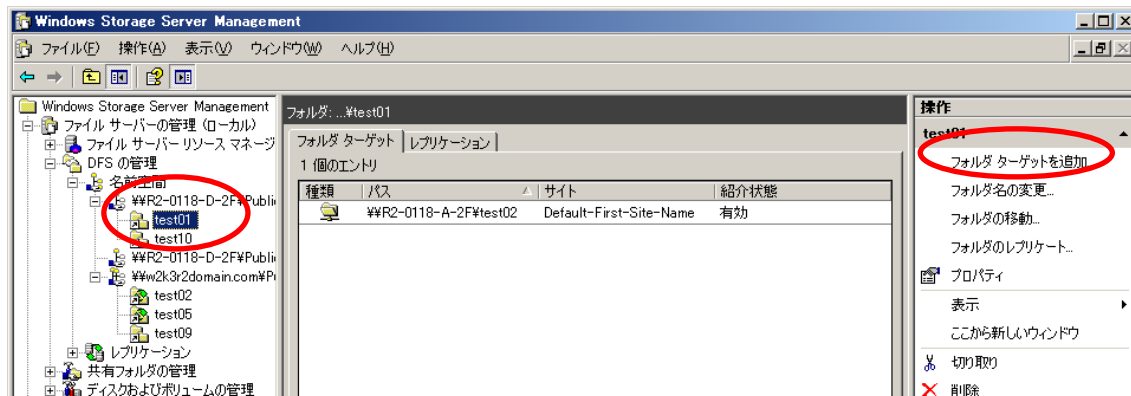 Windows Storage Server Management
ファイル(F) 操作(A) 表示(V) ウィンドウ(W) ヘルプ(H)
Windows Storage Server Management
ファイル サーバーの管理 (ローカル)
ファイル サーバー リソース マネージ
DFS の管理
名前空間
¥¥R2-0118-D-2F¥Publi
test01
test10
¥¥R2-0118-D-2F¥Publi
¥¥w2k3r2domain.com¥P
test02
test05
test09
レプリケーション
共有フォルダの管理
ディスクおよびボリュームの管理
フォルダ: ...¥test01
フォルダ ターゲット レプリケーション
1 個のエントリ
種類 パス サイト 紹介状態
¥¥R2-0118-A-2F¥test02 Default-First-Site-Name 有効
操作
test01
フォルダ ターゲットを追加
フォルダ名の変更...
フォルダの移動...
フォルダのレプリケート...
プロパティ
表示
ここから新しいウィンドウ
切り取り
削除